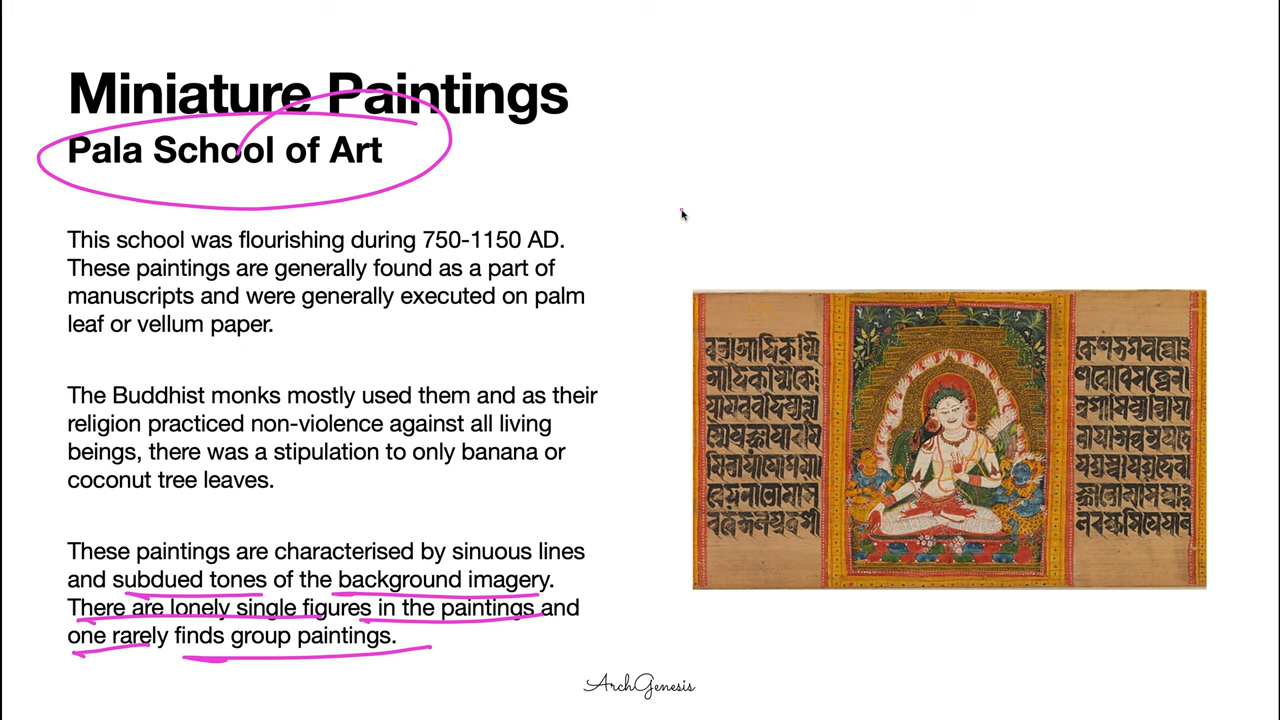 Miniature Paintings
Pala School of Art
This school was flourishing during 750-1150 AD.
These paintings are generally found as a part of
manuscripts and were generally executed on palm
leaf or vellum paper.
The Buddhist monks mostly used them and as their
religion practiced non-violence against all living
beings, there was a stipulation to only banana or
coconut tree leaves.
These paintings are characterised by sinuous lines
and subdued tones of the background imagery.
There are lonely single figures in the paintings and
one rarely finds group paintings.
ArchGenesis